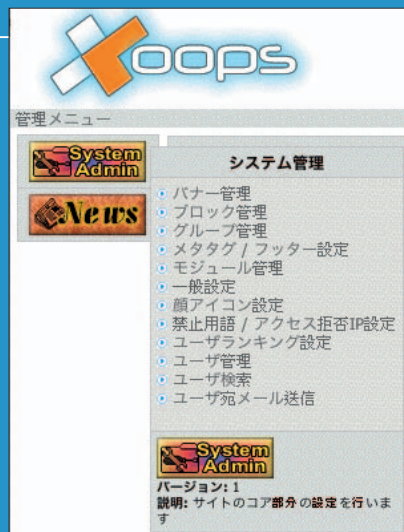 xoops
管理メニュー
System
Admin
News
システム管理
バナー管理
ブロック管理
グループ管理
メタタグ / フッター設定
モジュール管理
一般設定
顔アイコン設定
禁止用語 / アクセス拒否IP設定
ユーザランキング設定
ユーザ管理
ユーザ検索
ユーザ宛メール送信
System
Admin
バージョン: 1
説明: サイトのコア部分の設定を行いま
す